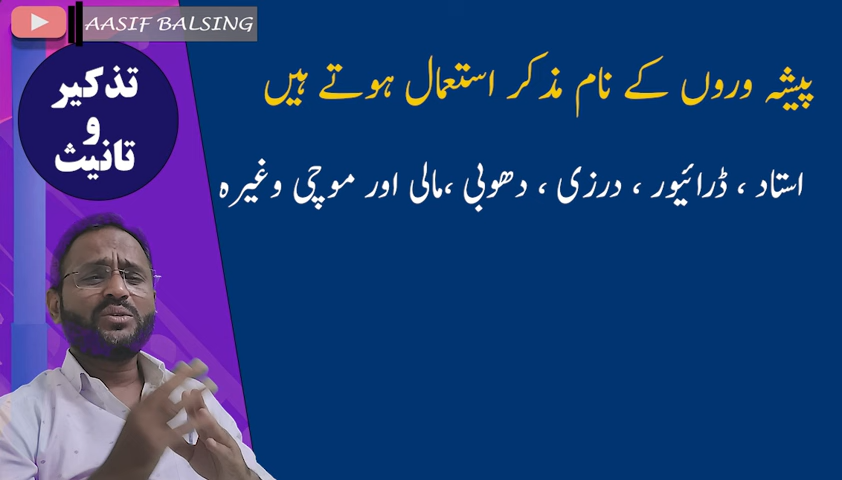 AASIF BALSING
تذکیر
و
تانیث
پیشہ وروں کے نام مذکر استعمال ہوتے ہیں
استاد ، ڈرائیور ، درزی ، دھوبی ،مالی اور موچی وغیرہ